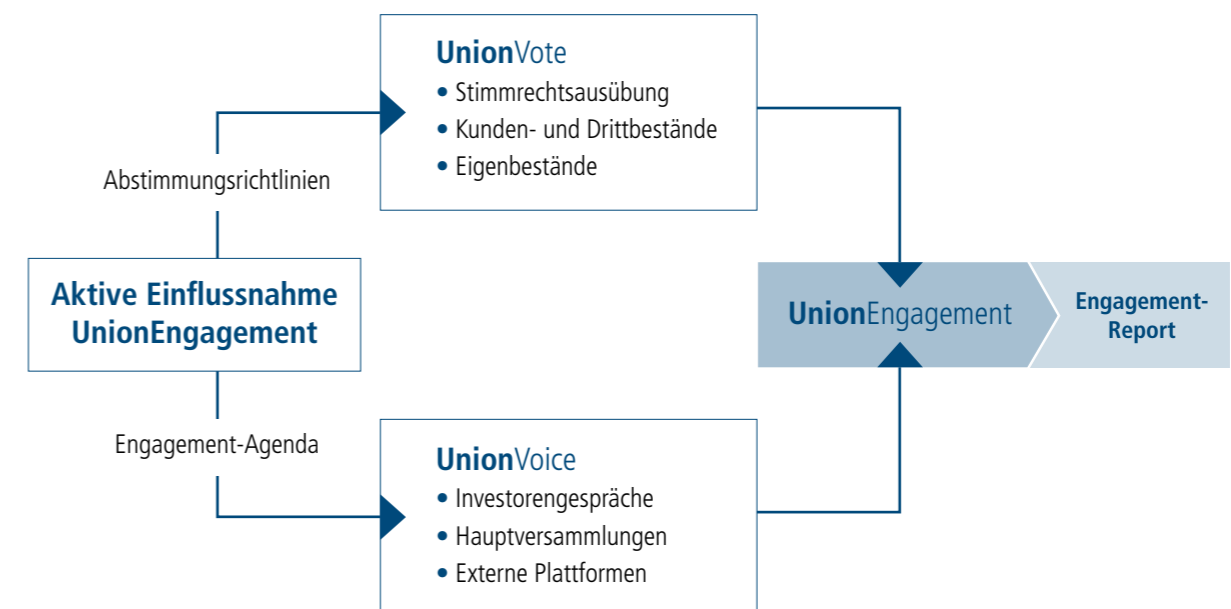 UnionVote
• Stimmrechtsausübung
• Kunden- und Drittbestände
• Eigenbestände
Abstimmungsrichtlinien
Aktive Einflussnahme
UnionEngagement
UnionEngagement
Engagement-
Report
Engagement-Agenda
UnionVoice
• Investorengespräche
• Hauptversammlungen
• Externe Plattformen